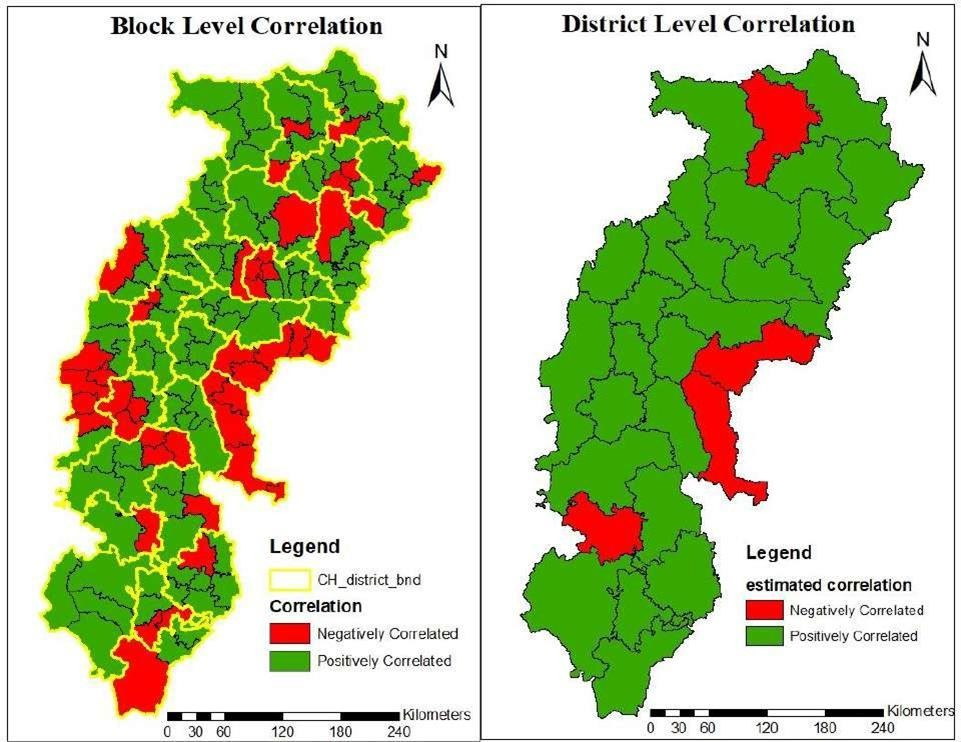 Block Level Correlation
N
Legend
CH_district_bnd
Correlation
Negatively Correlated
Positively Correlated
Kilometers
0 30 60 120 180 240
District Level Correlation
N
Legend
estimated correlation
Negatively Correlated
Positively Correlated
Kilometers
0 30 60 120 180 240